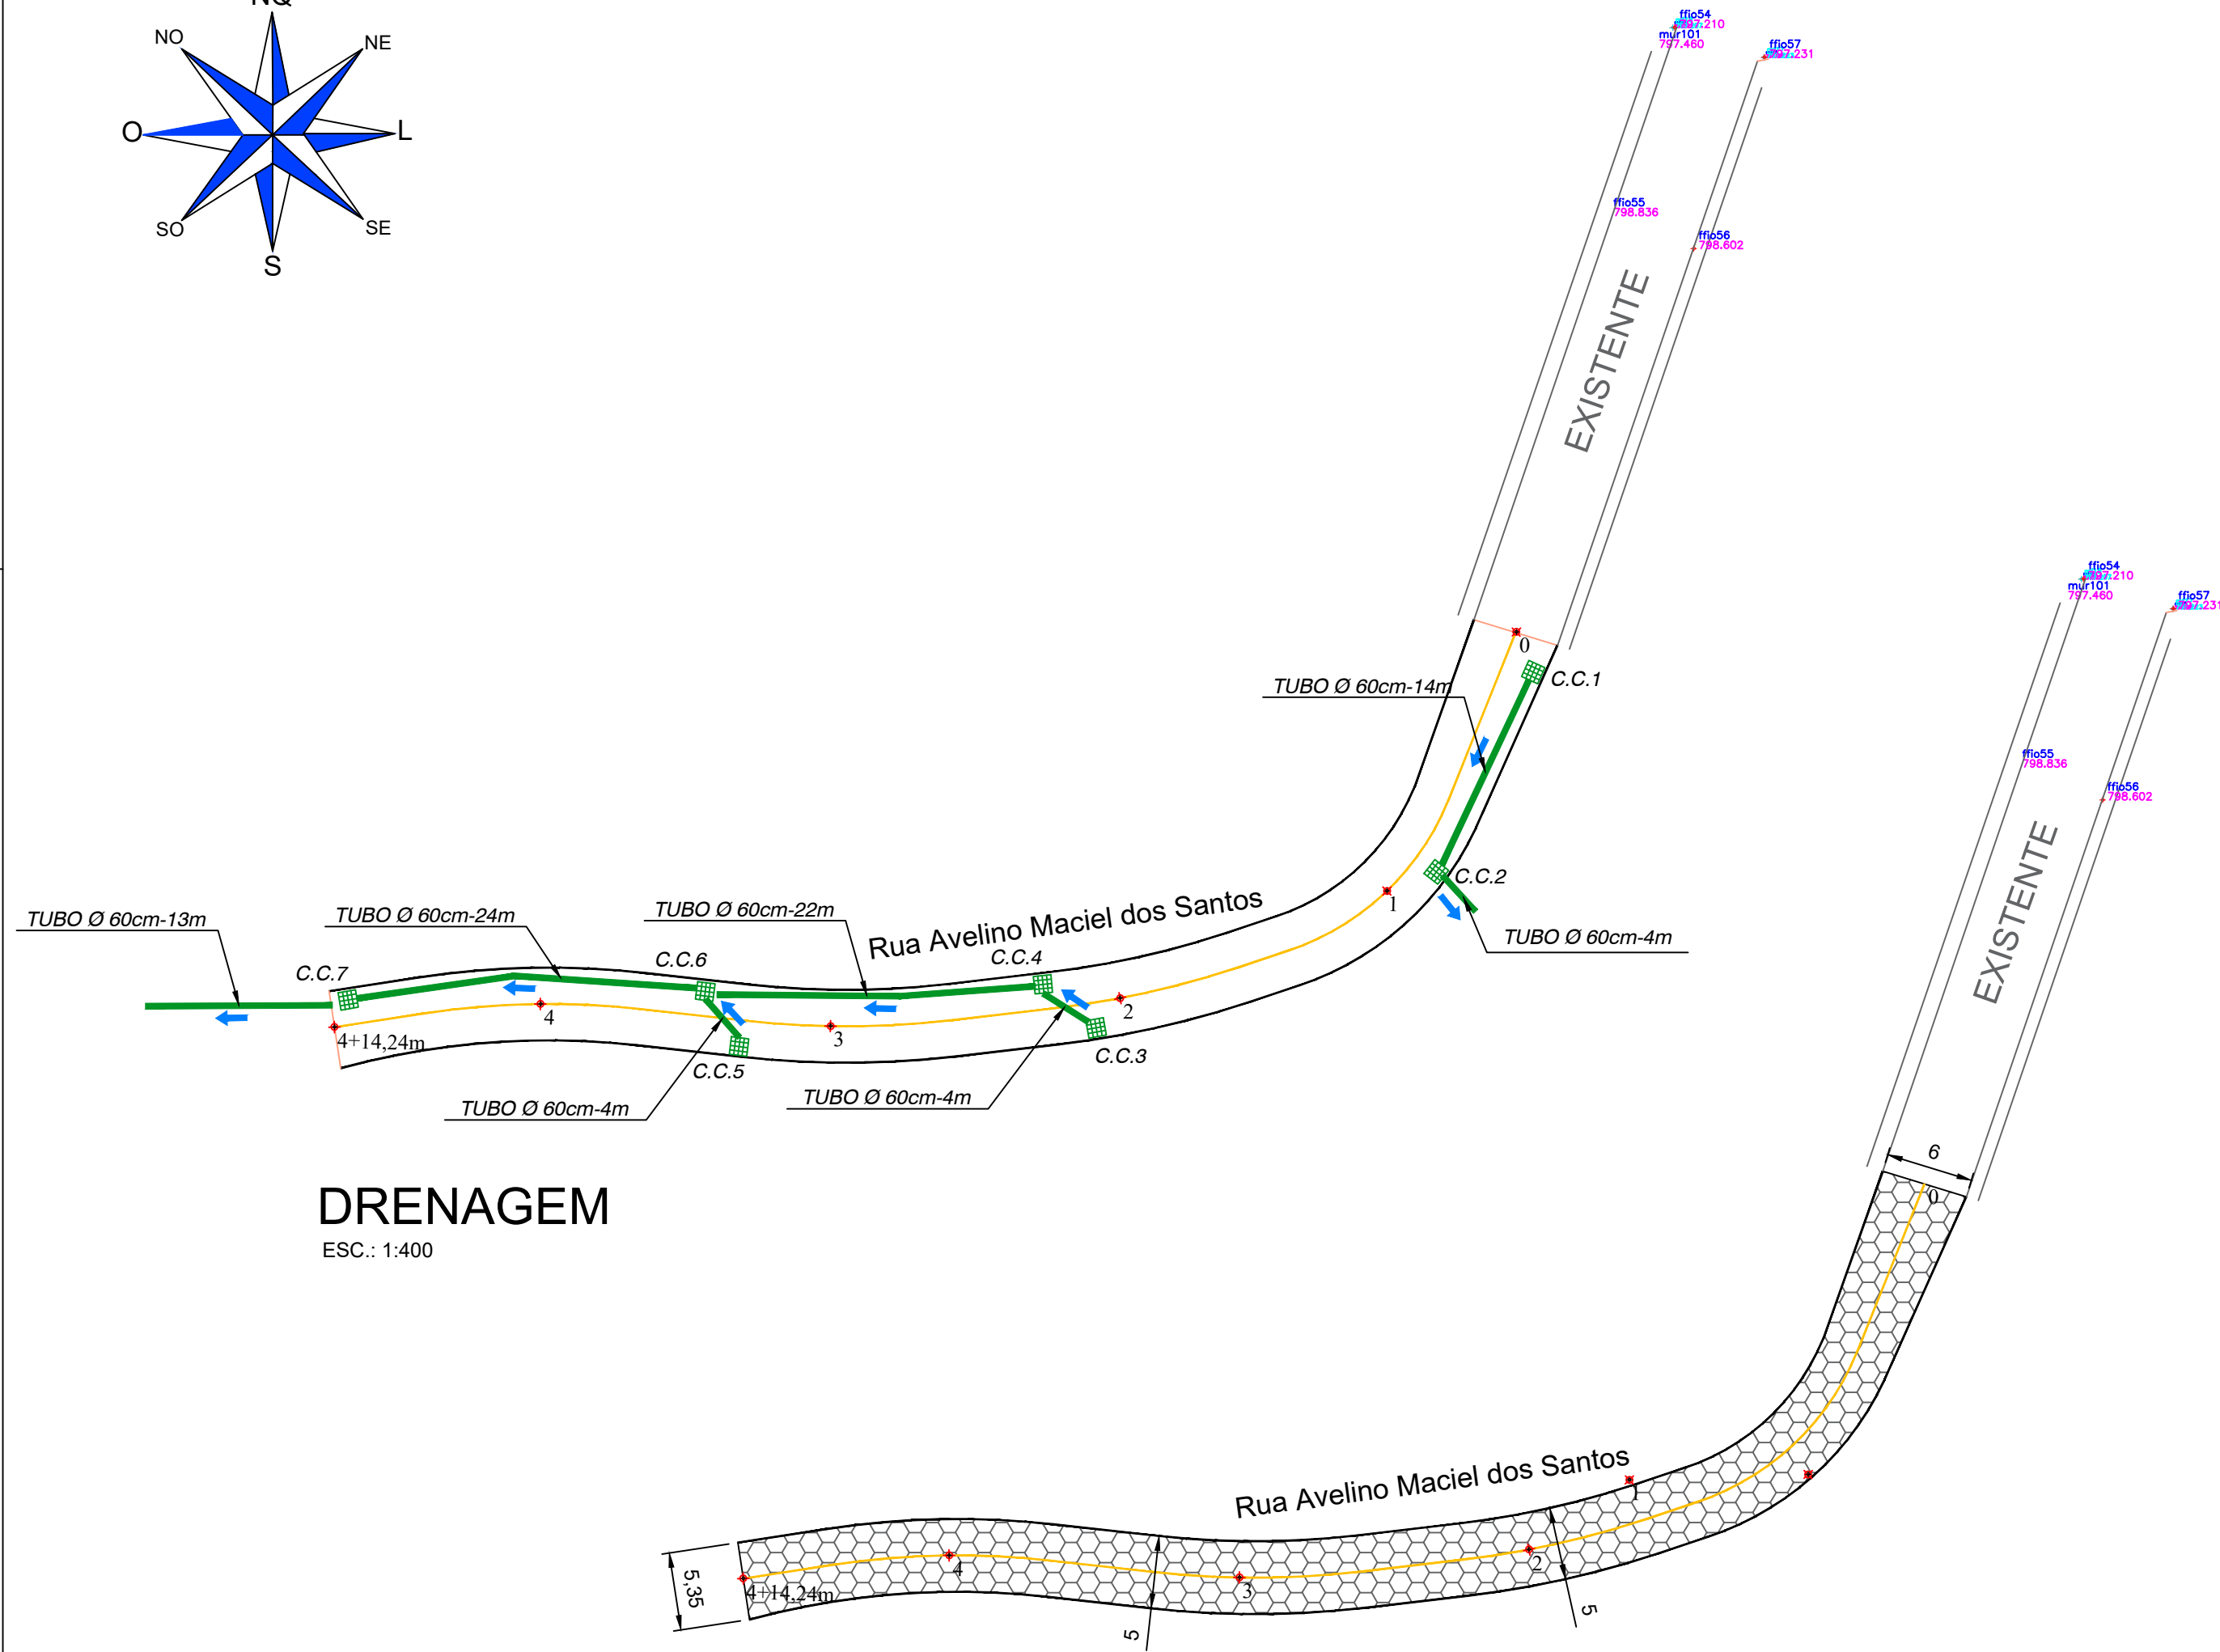 NQ
NO
NE
O
L
SO
SE
S
ffio54
797.210
mur101
797.460
ffio57
797.231
ffio55
798.836
ffio56
798.602
EXISTENTE
0
C.C.1
TUBO Ø 60cm-14m
C.C.2
1
TUBO Ø 60cm-4m
Rua Avelino Maciel dos Santos
TUBO Ø 60cm-13m
TUBO Ø 60cm-24m
TUBO Ø 60cm-22m
C.C.7
C.C.6
C.C.4
4
3
2
4+14,24m
C.C.5
C.C.3
TUBO Ø 60cm-4m
TUBO Ø 60cm-4m
DRENAGEM
ESC.: 1:400
ffio54
797.210
mur101
797.460
ffio57
797.231
ffio55
798.836
ffio56
798.602
EXISTENTE
6
0
Rua Avelino Maciel dos Santos
1
2
3
4
4+14,24m
5,35
5
5